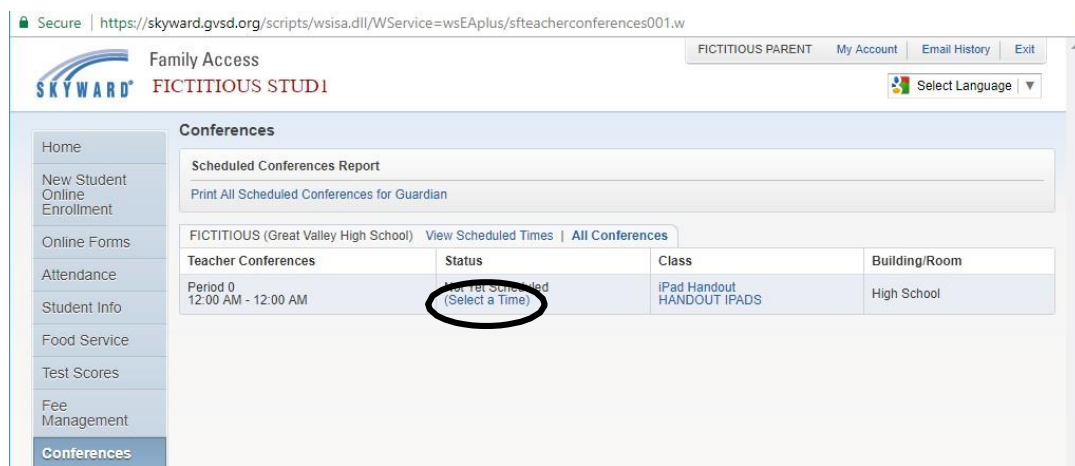 Secure | https://skyward.gvsd.org/scripts/wsisa.dll/WService=wsEAplus/sfteacherconferences001.w
FICTITIOUS PARENT My Account Email History Exit
SKYWARD®
Family Access
FICTITIOUS STUD1
Select Language ▼
Home
New Student
Online
Enrollment
Online Forms
Attendance
Student Info
Food Service
Test Scores
Fee
Management
Conferences
Conferences
Scheduled Conferences Report
Print All Scheduled Conferences for Guardian
FICTITIOUS (Great Valley High School) View Scheduled Times | All Conferences
Teacher Conferences Status Class Building/Room
Period 0
12:00 AM - 12:00 AM
Not Yet Scheduled
(Select a Time)
iPad Handout
HANDOUT IPADS
High School